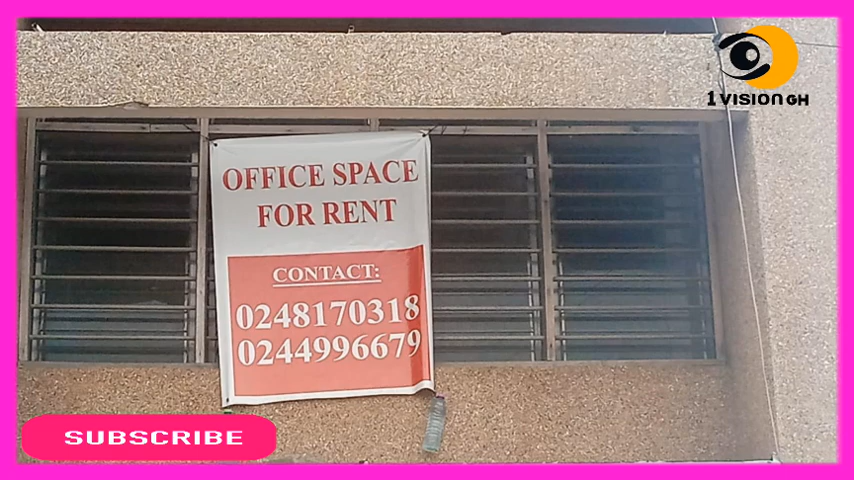 1 VISION GH
OFFICE SPACE
FOR RENT
CONTACT:
0248170318
0244996679
SUBSCRIBE